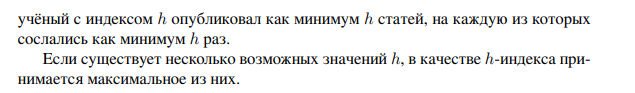 учёный с индексом h опубликовал как минимум h статей, на каждую из которых
сослались как минимум h раз.
Если существует несколько возможных значений h, в качестве h-индекса при-
нимается максимальное из них.